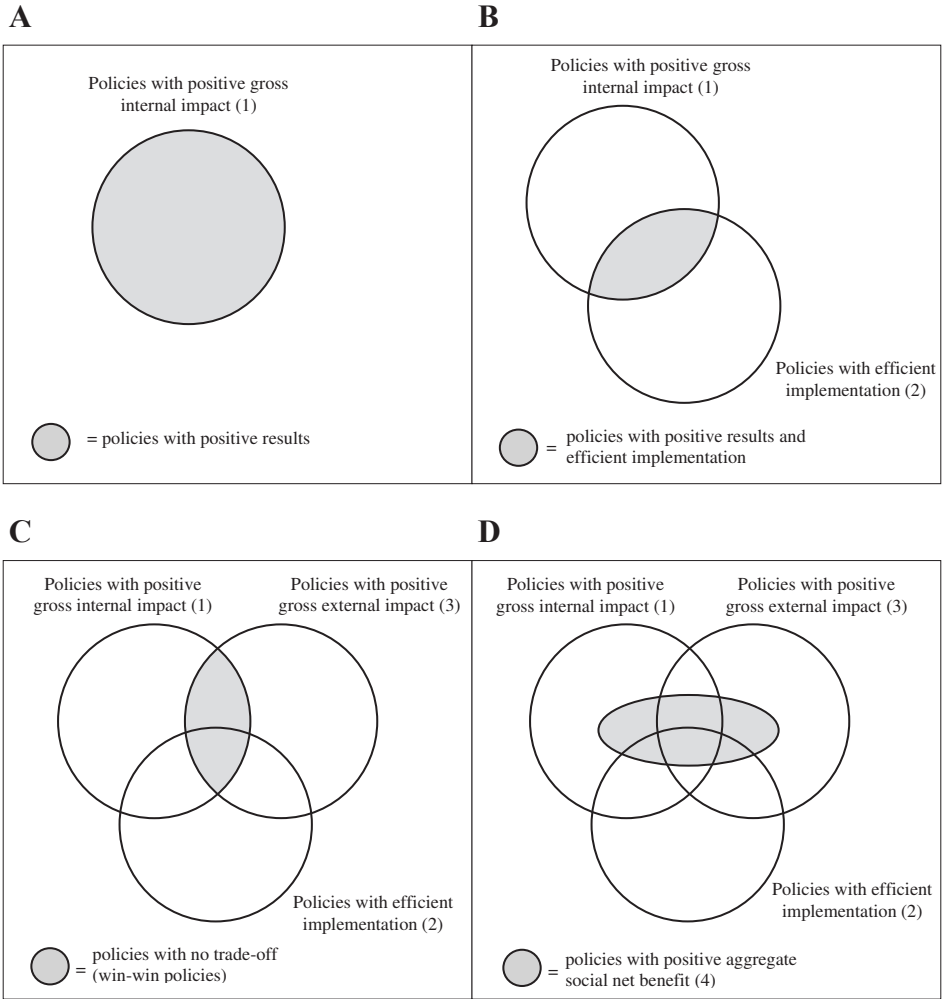 A
B
Policies with positive gross
internal impact (1)
= policies with positive results
Policies with positive gross
internal impact (1)
Policies with efficient
implementation (2)
=
policies with positive results and
efficient implementation
C
D
Policies with positive
gross internal impact (1)
Policies with positive
gross external impact (3)
Policies with efficient
implementation (2)
=
policies with no trade-off
(win-win policies)
Policies with positive
gross internal impact (1)
Policies with positive
gross external impact (3)
Policies with efficient
implementation (2)
=
policies with positive aggregate
social net benefit (4)